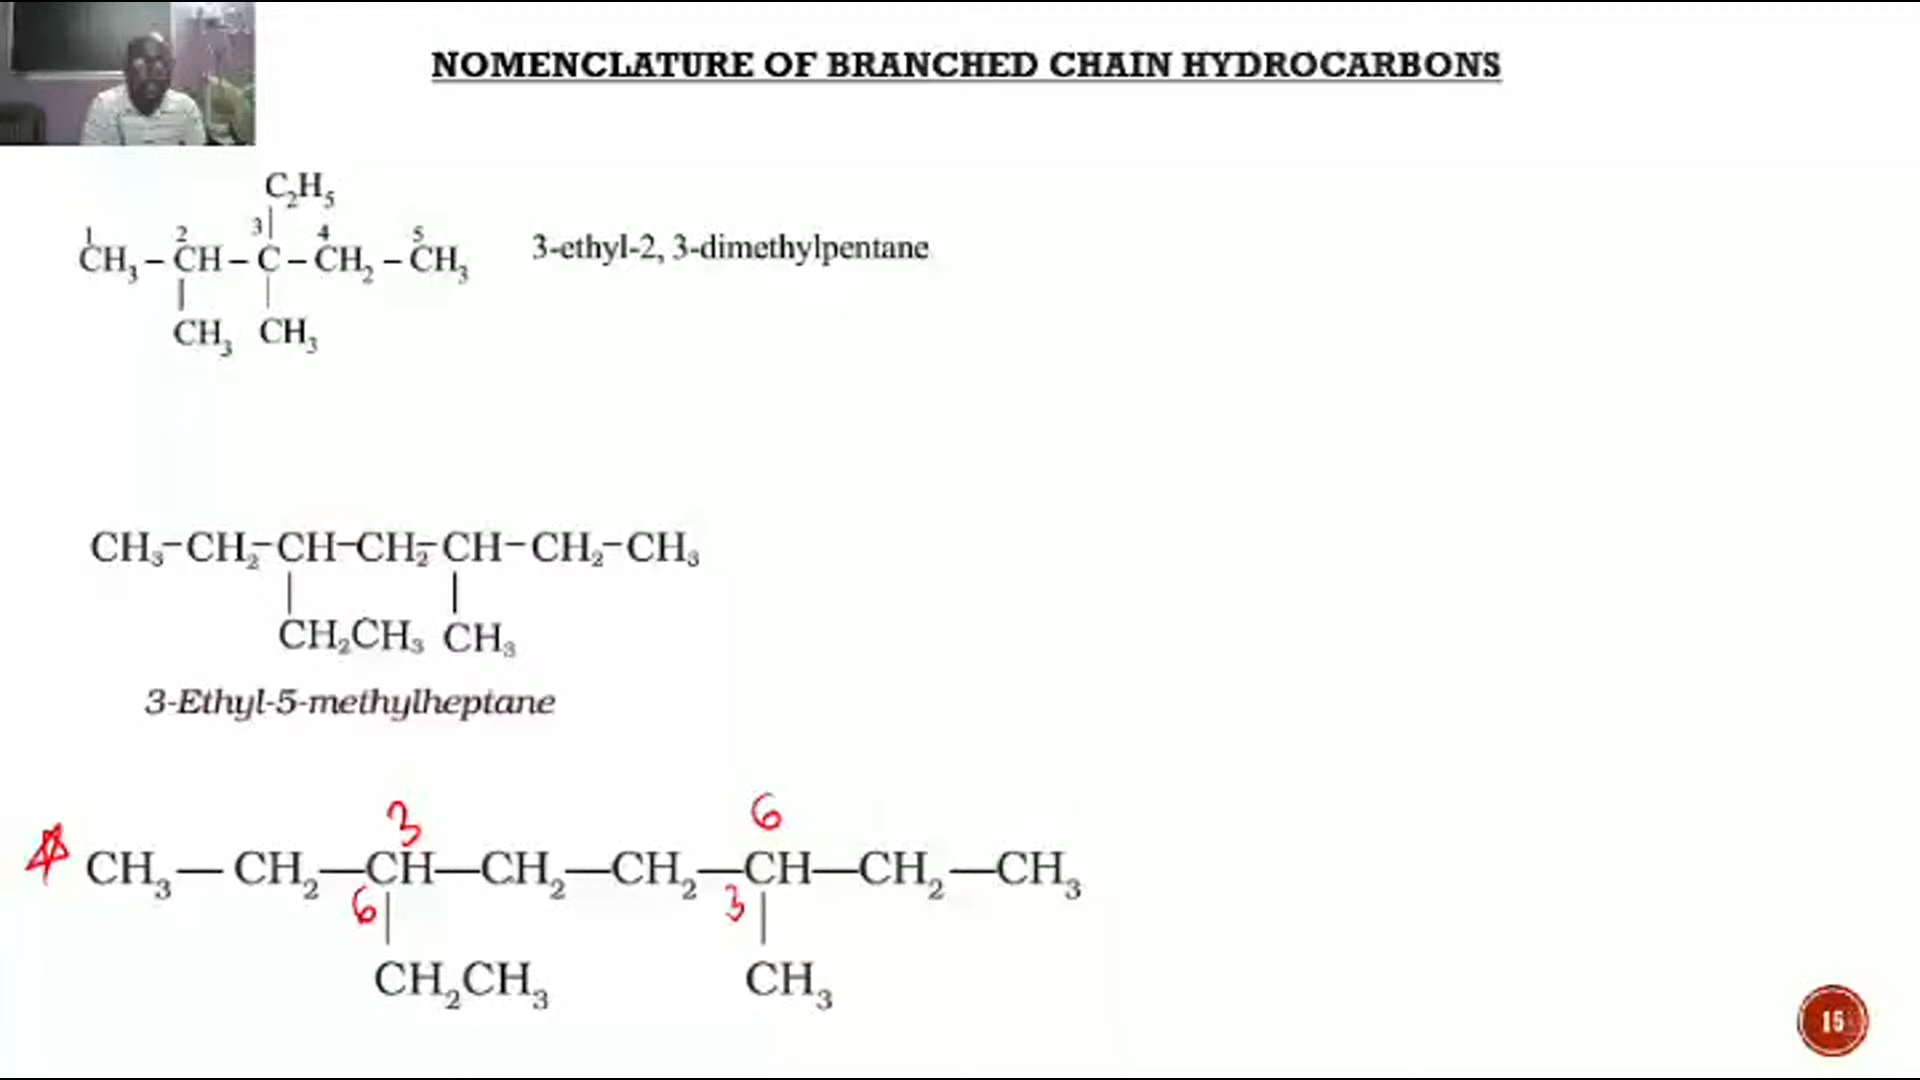 NOMENCLATURE OF BRANCHED CHAIN HYDROCARBONS
C₂H₅
1 2 3 4 5
CH₃–CH–C–CH₂–CH₃
3-ethyl-2, 3-dimethylpentane
CH₃ CH₃
CH₃–CH₂–CH–CH₂–CH–CH₂–CH₃
CH₂CH₃ CH₃
3-Ethyl-5-methylheptane
3 6
CH₃—CH₂—CH—CH₂—CH₂—CH—CH₂—CH₃
6 3
CH₂CH₃ CH₃
15